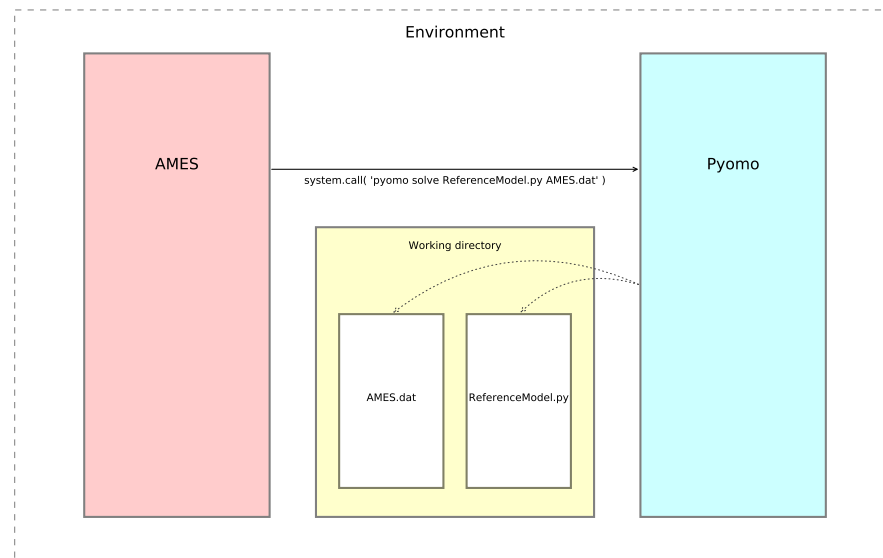 Environment
AMES
Pyomo
system.call( 'pyomo solve ReferenceModel.py AMES.dat' )
Working directory
AMES.dat
ReferenceModel.py